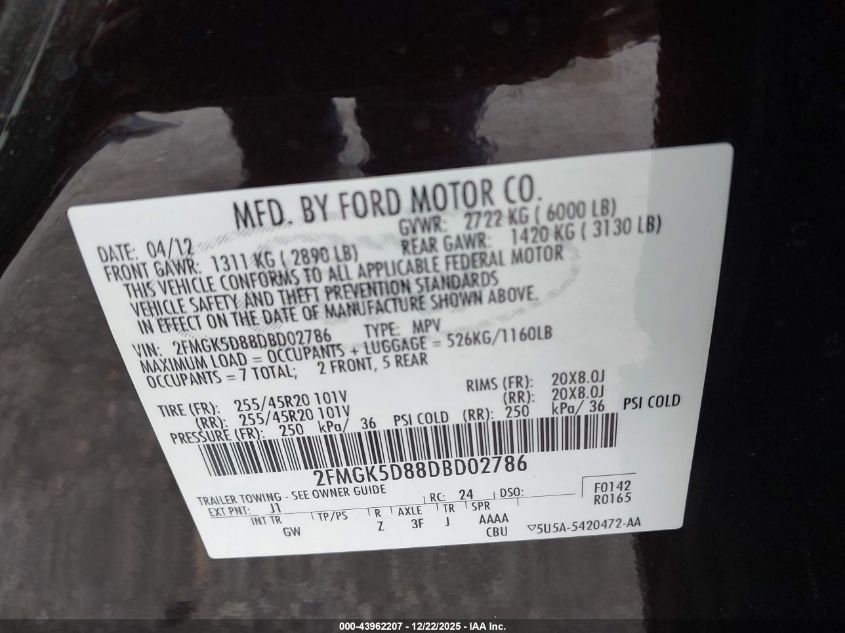 MFD. BY FORD MOTOR CO.
DATE: 04/12 GVWR: 2722 KG ( 6000 LB)
FRONT GAWR: 1311 KG ( 2890 LB) REAR GAWR: 1420 KG ( 3130 LB)
THIS VEHICLE CONFORMS TO ALL APPLICABLE FEDERAL MOTOR
VEHICLE SAFETY AND THEFT PREVENTION STANDARDS
IN EFFECT ON THE DATE OF MANUFACTURE SHOWN ABOVE.
VIN: 2FMGK5D88DBD02786 TYPE: MPV
MAXIMUM LOAD = OCCUPANTS + LUGGAGE = 526KG/1160LB
OCCUPANTS = 7 TOTAL; 2 FRONT, 5 REAR
TIRE (FR): 255/45R20 101V RIMS (FR): 20X8.0J
(RR): 255/45R20 101V (RR): 20X8.0J
PRESSURE (FR): 250 kPa/ 36 PSI COLD (RR): 250 kPa/ 36 PSI COLD
2FMGK5D88DBD02786
TRAILER TOWING - SEE OWNER GUIDE
EXT PNT: J1 RC: 24 DSO: F0142
R0165
INT TR TP/PS R AXLE TR SPR
GW Z 3F J AAAA
CBU ▽5U5A-5420472-AA
000-43962207 - 12/22/2025 - IAA Inc.